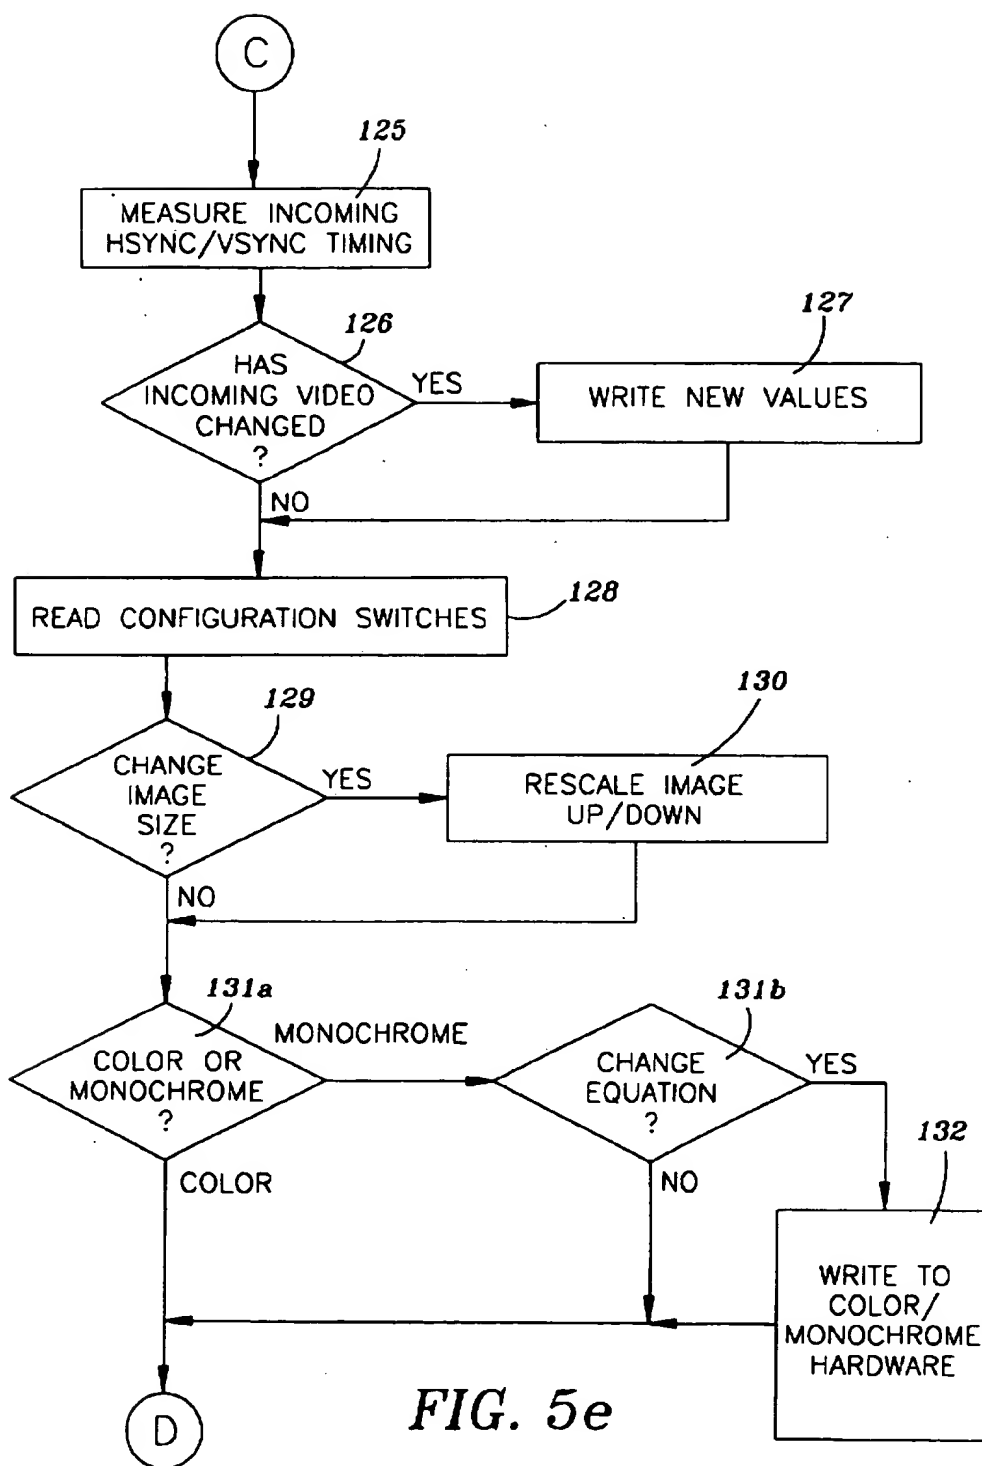 C
125
MEASURE INCOMING
HSYNC/VSYNC TIMING
126
HAS
INCOMING VIDEO
CHANGED
?
YES
127
WRITE NEW VALUES
NO
READ CONFIGURATION SWITCHES
128
129
CHANGE
IMAGE
SIZE
?
YES
130
RESCALE IMAGE
UP/DOWN
NO
131a
COLOR OR
MONOCHROME
?
MONOCHROME
131b
CHANGE
EQUATION
?
YES
COLOR
NO
132
WRITE TO
COLOR/
MONOCHROME
HARDWARE
D
FIG. 5e